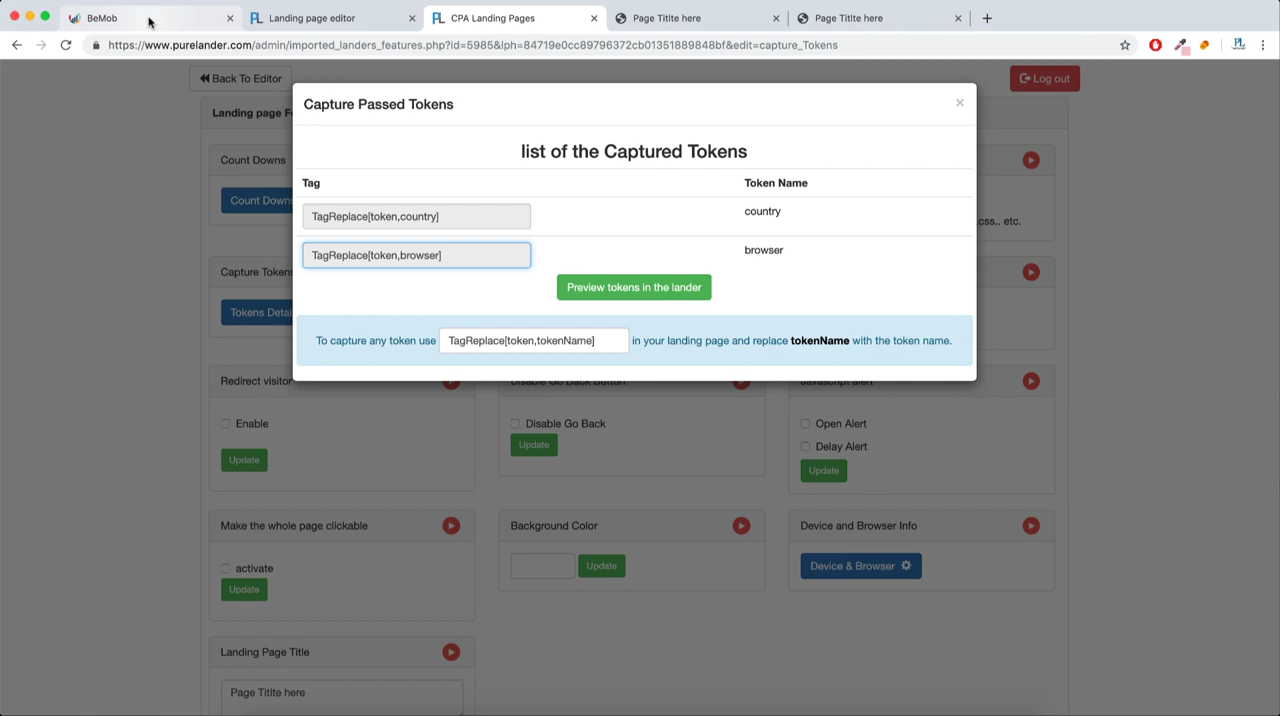 BeMob
Landing page editor
CPA Landing Pages
Page Titlte here
Page Titlte here
https://www.purelander.com/admin/imported_landers_features.php?id=5985&lph=84719e0cc89796372cb01351889848bf&edit=capture_Tokens
Back To Editor
Log out
Landing page Fe
Capture Passed Tokens
×
list of the Captured Tokens
Tag
Token Name
TagReplace[token,country]
country
TagReplace[token,browser]
browser
Preview tokens in the lander
To capture any token use TagReplace[token,tokenName] in your landing page and replace tokenName with the token name.
Count Downs
Count Downs
.css.. etc.
Capture Tokens
Tokens Detai
Redirect visitor
Enable
Update
Disable Go Back Button
Disable Go Back
Update
Javascript alert
Open Alert
Delay Alert
Update
Make the whole page clickable
activate
Update
Background Color
Update
Device and Browser Info
Device & Browser
Landing Page Title
Page Titlte here